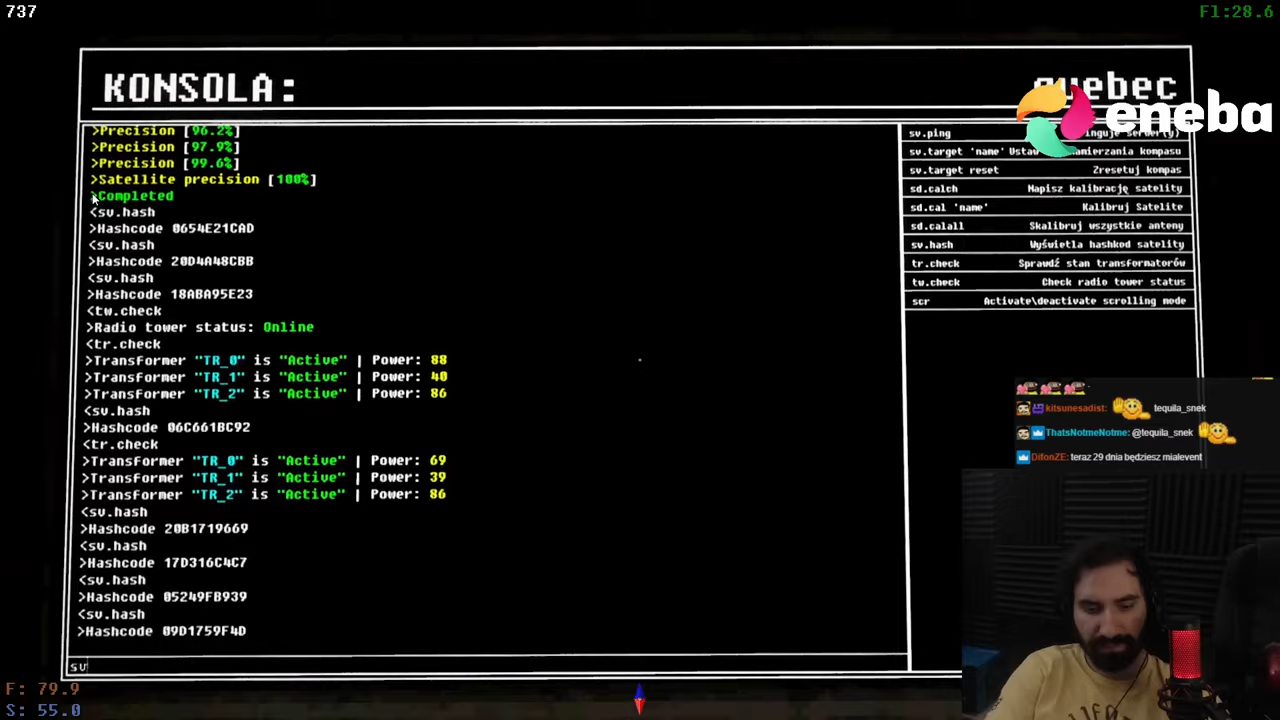 737
F1:28.6
KONSOLA:
quebec
eneba
>Precision [96.2%]
>Precision [97.9%]
>Precision [99.6%]
>Satellite precision [100%]
>Completed
<sv.hash
>Hashcode 0654E21CAD
<sv.hash
>Hashcode 20D4A48CBB
<sv.hash
>Hashcode 18ABA95E23
<tw.check
>Radio tower status: Online
<tr.check
>Transformer "TR_0" is "Active" | Power: 88
>Transformer "TR_1" is "Active" | Power: 40
>Transformer "TR_2" is "Active" | Power: 86
<sv.hash
>Hashcode 06C661BC92
<tr.check
>Transformer "TR_0" is "Active" | Power: 69
>Transformer "TR_1" is "Active" | Power: 39
>Transformer "TR_2" is "Active" | Power: 86
<sv.hash
>Hashcode 20B1719669
<sv.hash
>Hashcode 17D316C4C7
<sv.hash
>Hashcode 05249FB939
<sv.hash
>Hashcode 09D1759F4D
sv
sv.ping
sv.target 'name' Ustaw kompasu
sv.target reset Zresetuj kompas
sd.calch Napisz kalibrację satelity
sd.cal 'name' Kalibruj Satelite
sd.calall Skalibruj wszystkie anteny
sv.hash Wyświetla hashkod satelity
tr.check Sprawdź stan transformatorów
tw.check Check radio tower status
scr Activate\deactivate scrolling mode
kitsunesadist: tequila_snek
ThatsNotmeNotme: @tequila_snek
DifonZE: teraz 29 dnia będziesz miałevent
F: 79.9
S: 55.0